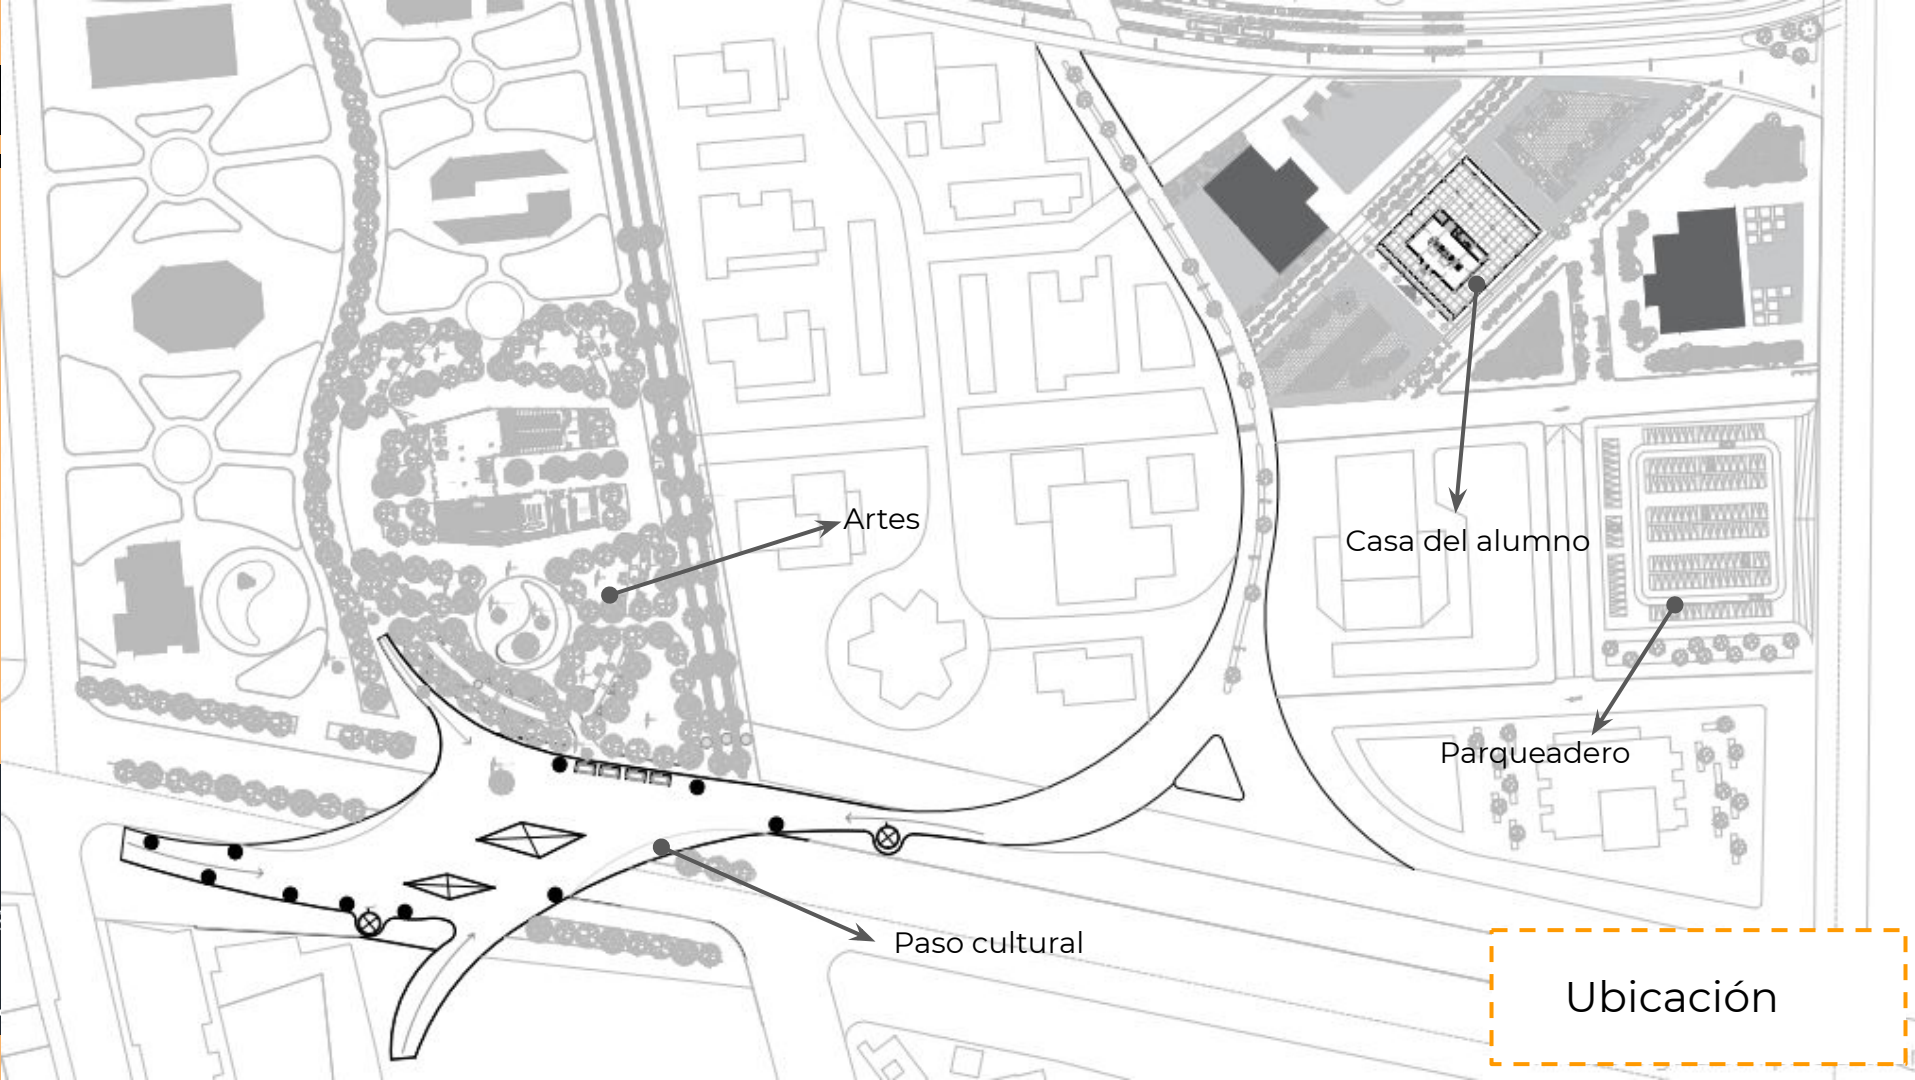 Artes
Casa del alumno
Parqueadero
Paso cultural
Ubicación